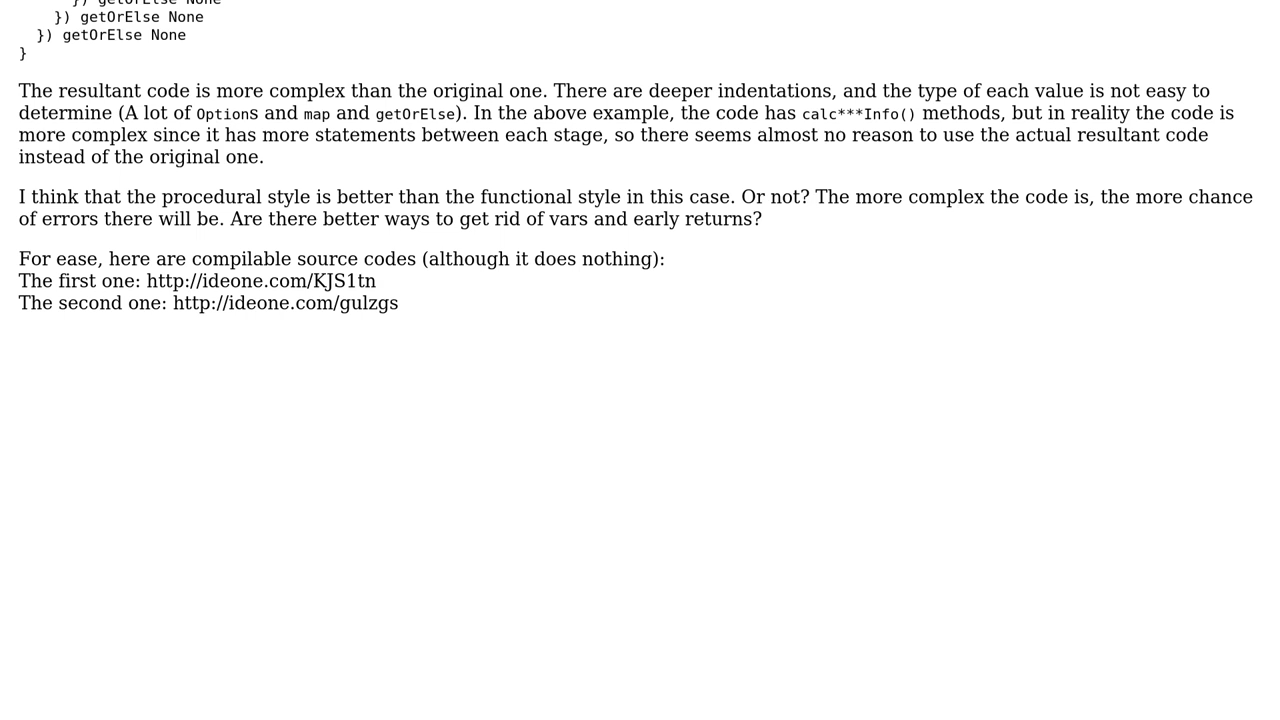 }) getOrElse None
}) getOrElse None
}) getOrElse None
}
The resultant code is more complex than the original one. There are deeper indentations, and the type of each value is not easy to
determine (A lot of Options and map and getOrElse). In the above example, the code has calc***Info() methods, but in reality the code is
more complex since it has more statements between each stage, so there seems almost no reason to use the actual resultant code
instead of the original one.
I think that the procedural style is better than the functional style in this case. Or not? The more complex the code is, the more chance
of errors there will be. Are there better ways to get rid of vars and early returns?
For ease, here are compilable source codes (although it does nothing):
The first one: http://ideone.com/KJS1tn
The second one: http://ideone.com/gulzgs